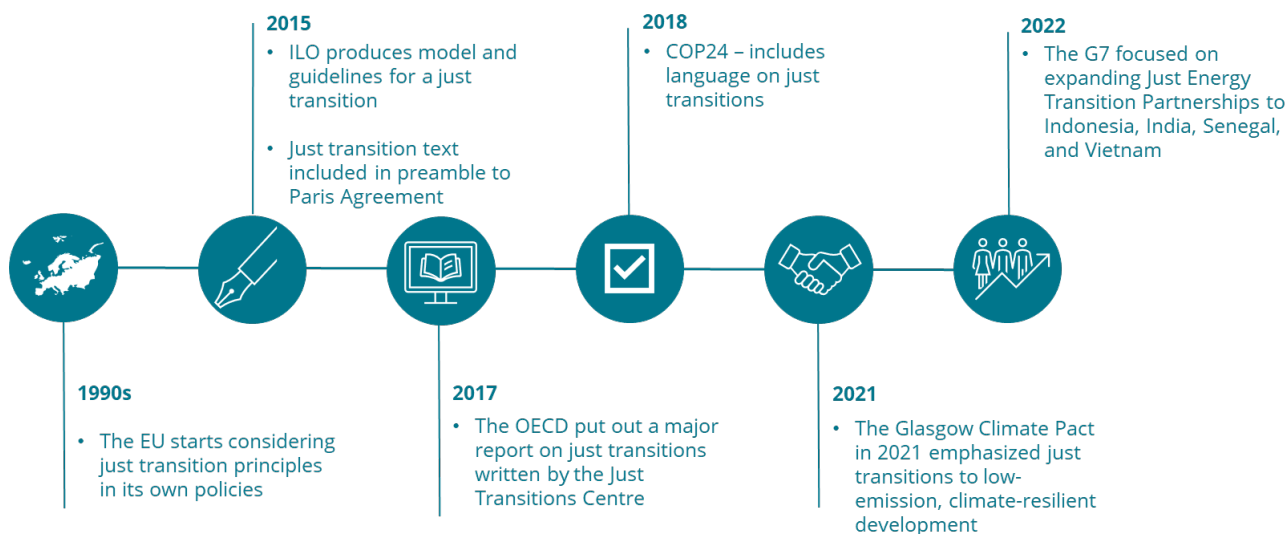 1990s
• The EU starts considering
just transition principles
in its own policies
2015
• ILO produces model and
guidelines for a just
transition
• Just transition text
included in preamble to
Paris Agreement
2017
• The OECD put out a major
report on just transitions
written by the Just
Transitions Centre
2018
• COP24 – includes
language on just
transitions
2021
• The Glasgow Climate Pact
in 2021 emphasized just
transitions to low-
emission, climate-resilient
development
2022
• The G7 focused on
expanding Just Energy
Transition Partnerships to
Indonesia, India, Senegal,
and Vietnam